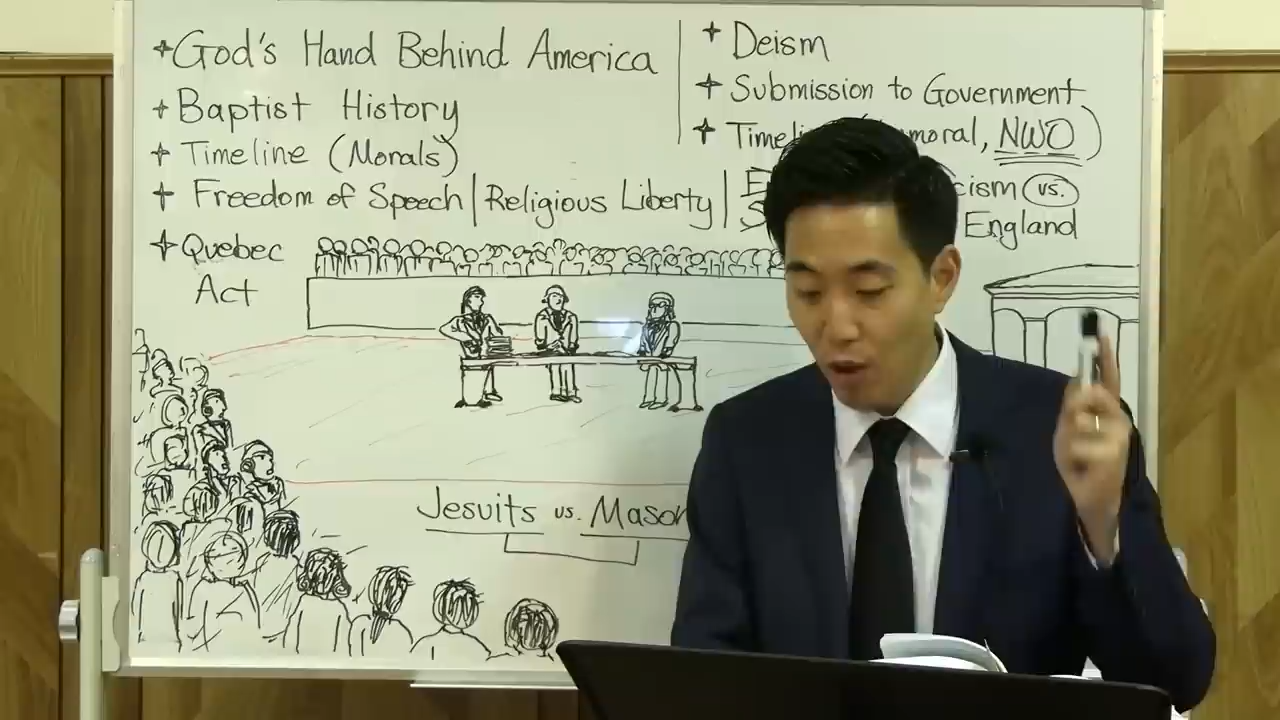 God's Hand Behind America
Baptist History
Timeline (Morals)
Freedom of Speech | Religious Liberty |
Quebec
Act
Deism
Submission to Government
moral, NWO)
cism vs.
England
Jesuits vs. Mason